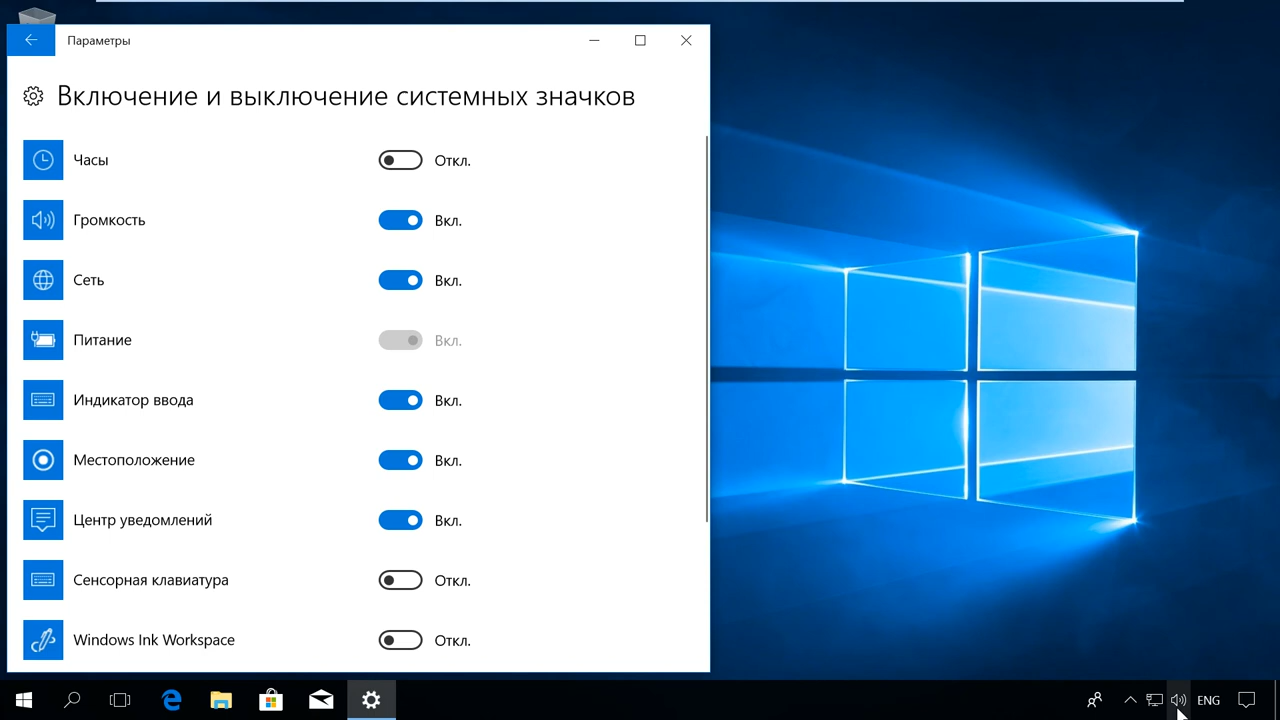 Параметры
Включение и выключение системных значков
Часы Откл.
Громкость Вкл.
Сеть Вкл.
Питание Вкл.
Индикатор ввода Вкл.
Местоположение Вкл.
Центр уведомлений Вкл.
Сенсорная клавиатура Откл.
Windows Ink Workspace Откл.
ENG